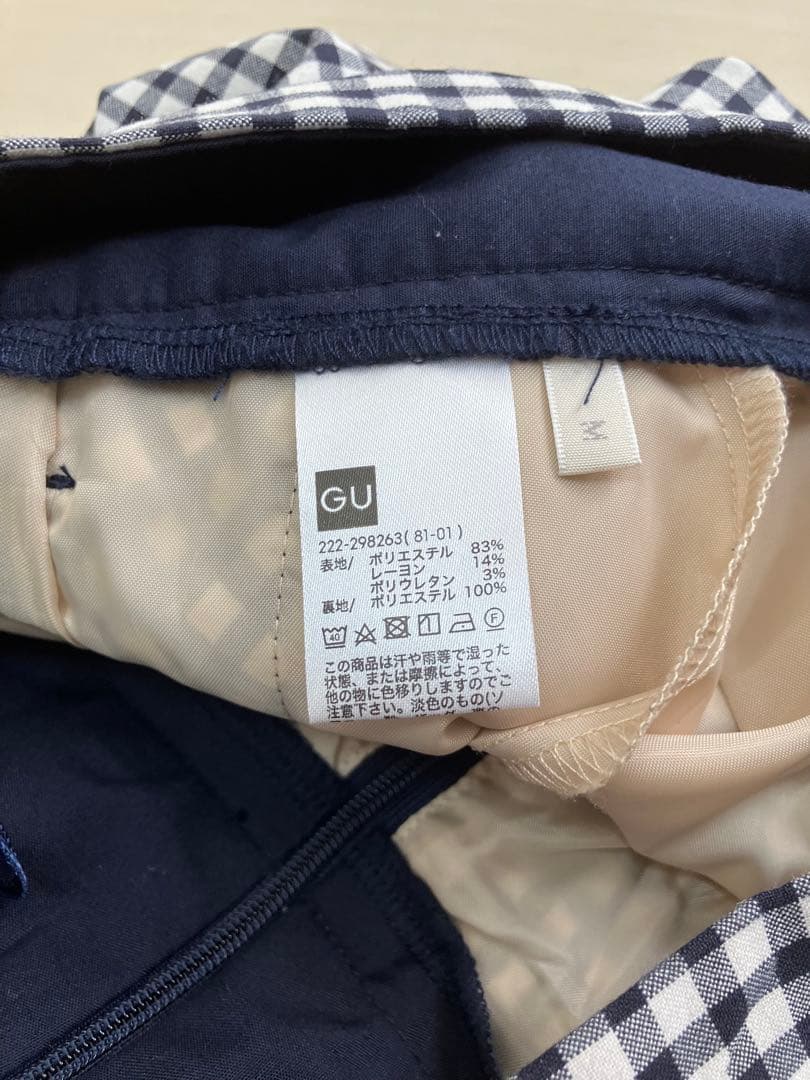 GU
222-298263(81-01)
表地/ ポリエステル 83%
レーヨン 14%
ポリウレタン 3%
裏地/ ポリエステル 100%
40
F
この商品は汗や雨等で湿った
状態、または摩擦によって、
他の物に色移りしますのでご
注意下さい。淡色のもの(ソ
M